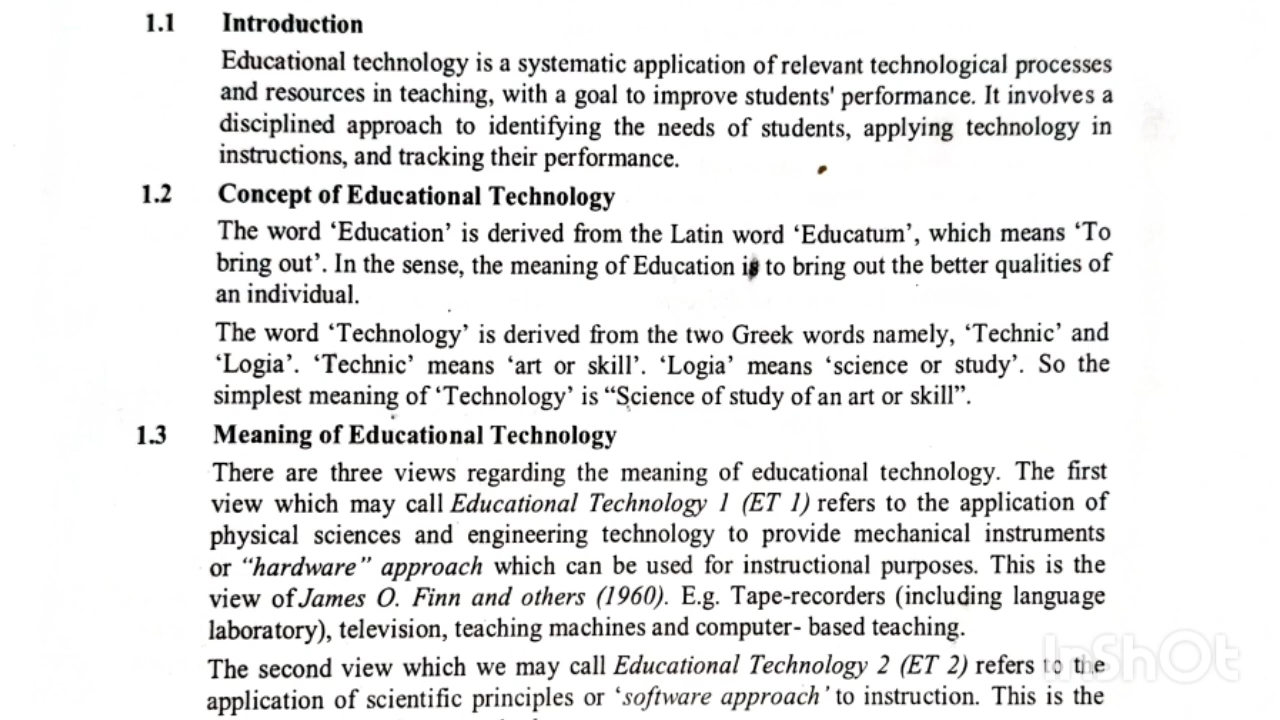 1.1 Introduction
Educational technology is a systematic application of relevant technological processes
and resources in teaching, with a goal to improve students' performance. It involves a
disciplined approach to identifying the needs of students, applying technology in
instructions, and tracking their performance.
1.2 Concept of Educational Technology
The word ‘Education’ is derived from the Latin word ‘Educatum’, which means ‘To
bring out’. In the sense, the meaning of Education is to bring out the better qualities of
an individual.
The word ‘Technology’ is derived from the two Greek words namely, ‘Technic’ and
‘Logia’. ‘Technic’ means ‘art or skill’. ‘Logia’ means ‘science or study’. So the
simplest meaning of ‘Technology’ is “Science of study of an art or skill”.
1.3 Meaning of Educational Technology
There are three views regarding the meaning of educational technology. The first
view which may call Educational Technology 1 (ET 1) refers to the application of
physical sciences and engineering technology to provide mechanical instruments
or “hardware” approach which can be used for instructional purposes. This is the
view of James O. Finn and others (1960). E.g. Tape-recorders (including language
laboratory), television, teaching machines and computer- based teaching.
The second view which we may call Educational Technology 2 (ET 2) refers to the
application of scientific principles or ‘software approach’ to instruction. This is the
InShOt